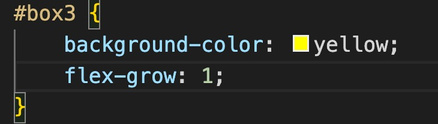 #box3 {
    background-color: yellow;
    flex-grow: 1;
}